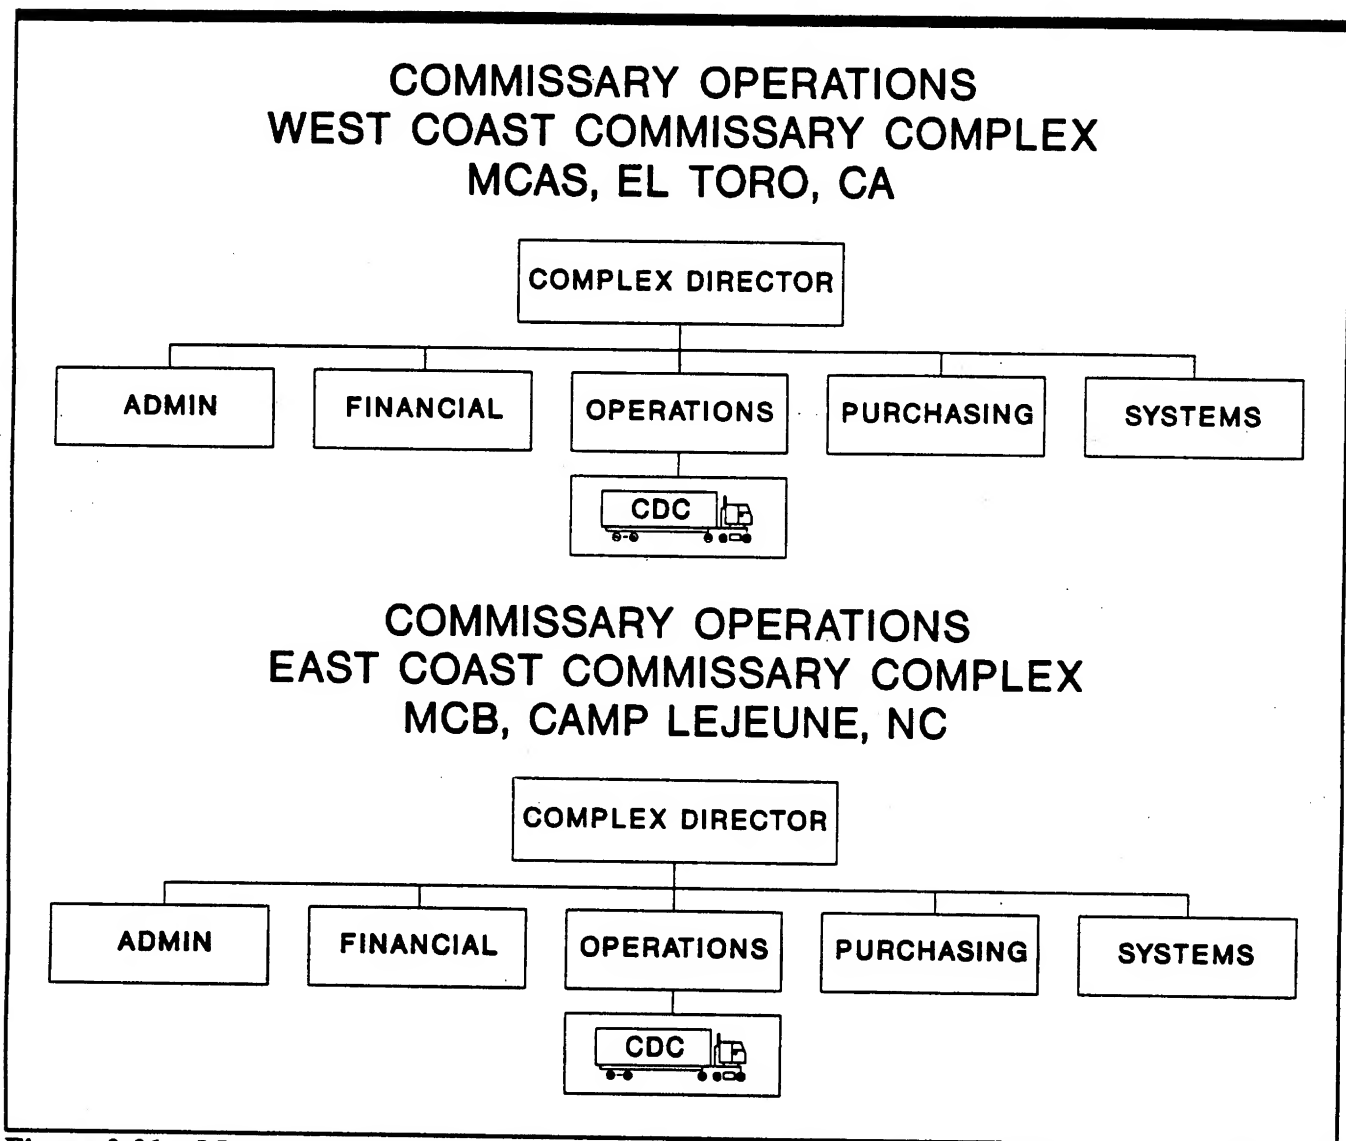 COMMISSARY OPERATIONS
WEST COAST COMMISSARY COMPLEX
MCAS, EL TORO, CA
COMPLEX DIRECTOR
ADMIN
FINANCIAL
OPERATIONS
PURCHASING
SYSTEMS
CDC
COMMISSARY OPERATIONS
EAST COAST COMMISSARY COMPLEX
MCB, CAMP LEJEUNE, NC
COMPLEX DIRECTOR
ADMIN
FINANCIAL
OPERATIONS
PURCHASING
SYSTEMS
CDC